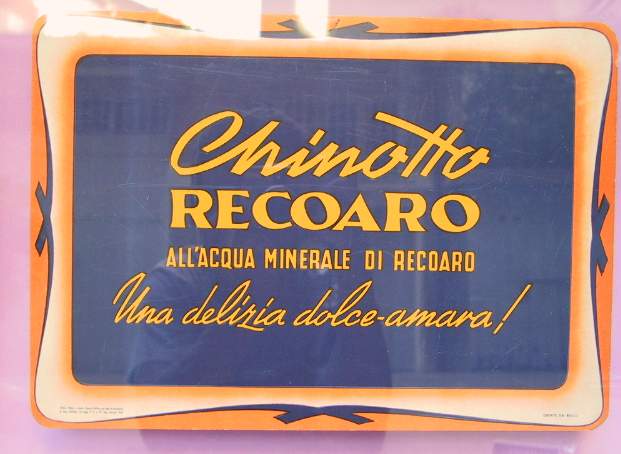 Chinotto
RECOARO
ALL'ACQUA MINERALE DI RECOARO
Una delizia dolce-amara!